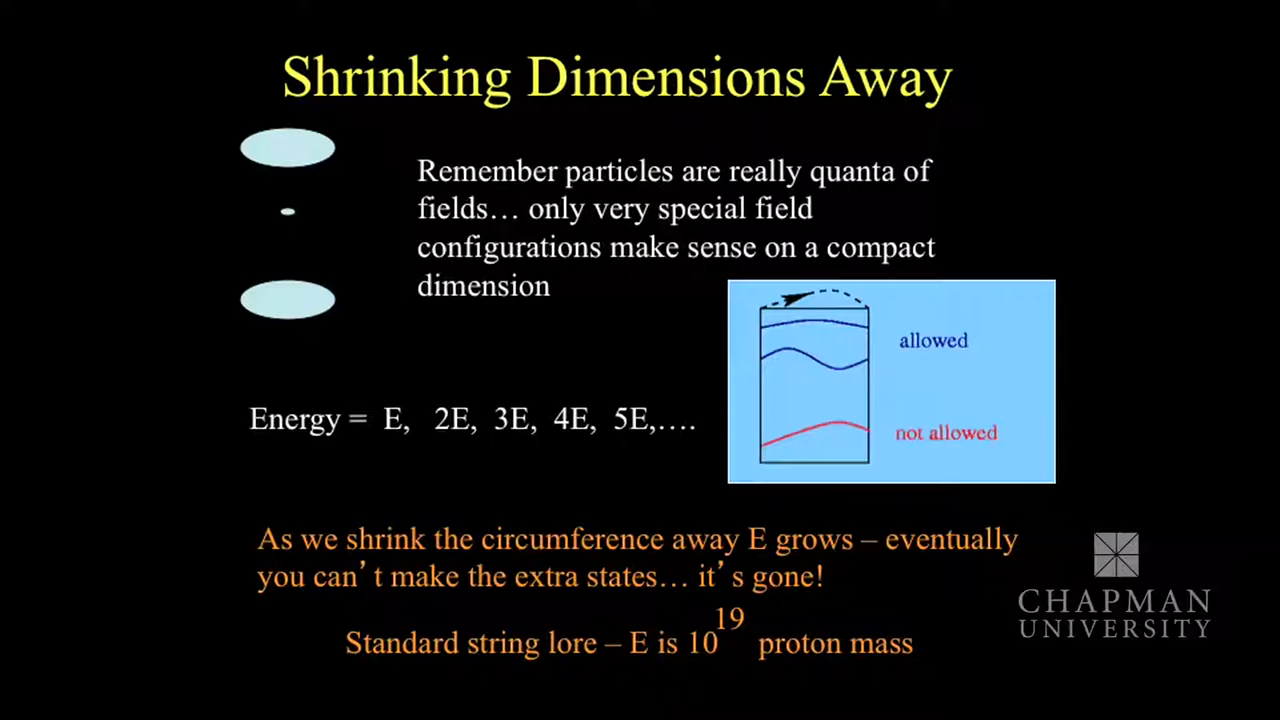 Shrinking Dimensions Away
Remember particles are really quanta of
fields… only very special field
configurations make sense on a compact
dimension
allowed
not allowed
Energy = E, 2E, 3E, 4E, 5E,….
As we shrink the circumference away E grows – eventually
you can’t make the extra states… it’s gone!
Standard string lore – E is 10^19 proton mass
CHAPMAN
UNIVERSITY